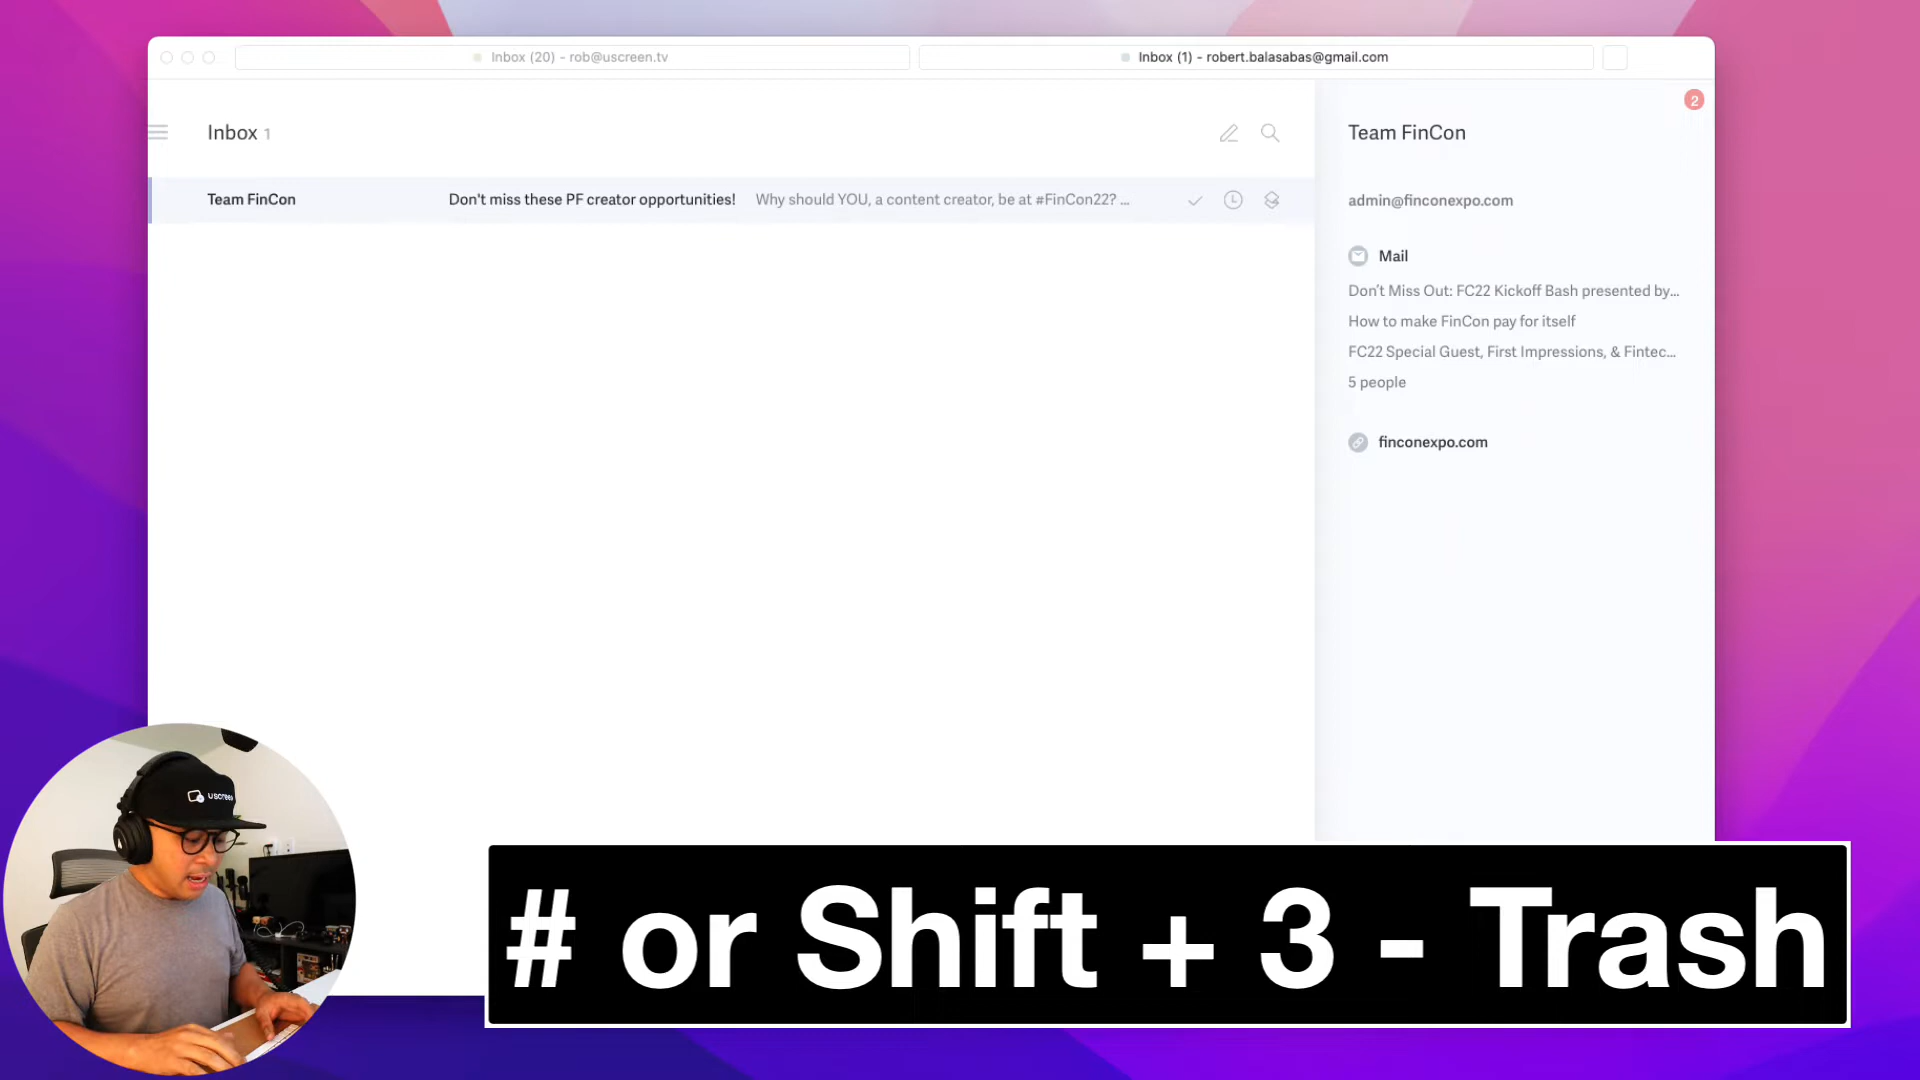 Inbox (20) - rob@uscreen.tv
Inbox (1) - robert.balasabas@gmail.com
2
Inbox 1
Team FinCon
Team FinCon Don't miss these PF creator opportunities! Why should YOU, a content creator, be at #FinCon22? ...
admin@finconexpo.com
Mail
Don't Miss Out: FC22 Kickoff Bash presented by...
How to make FinCon pay for itself
FC22 Special Guest, First Impressions, & Fintec...
5 people
finconexpo.com
uscreen
# or Shift + 3 - Trash